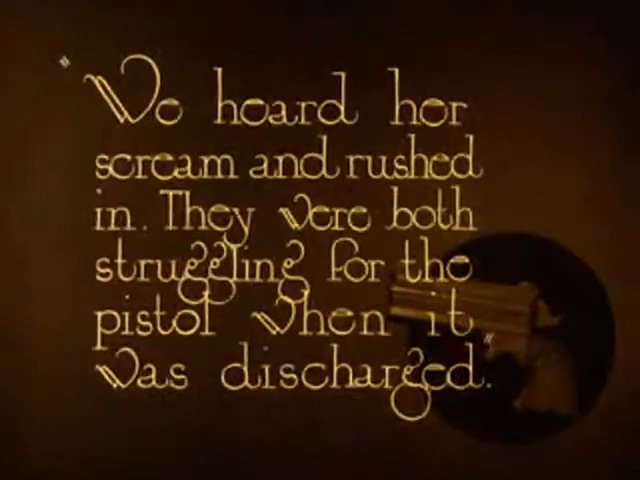 "We heard her
scream and rushed
in. They were both
struggling for the
pistol when it
was discharged."